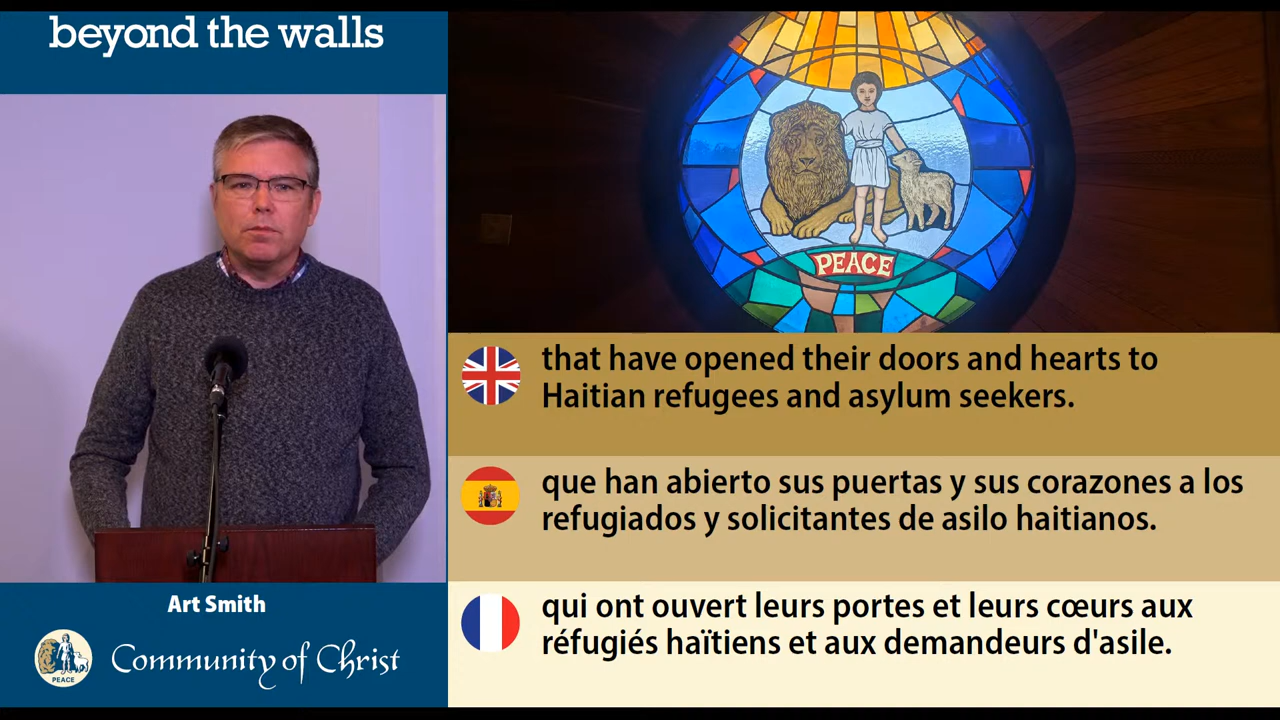 beyond the walls
PEACE
that have opened their doors and hearts to
Haitian refugees and asylum seekers.
que han abierto sus puertas y sus corazones a los
refugiados y solicitantes de asilo haitianos.
qui ont ouvert leurs portes et leurs cœurs aux
réfugiés haïtiens et aux demandeurs d'asile.
Art Smith
PEACE
Community of Christ